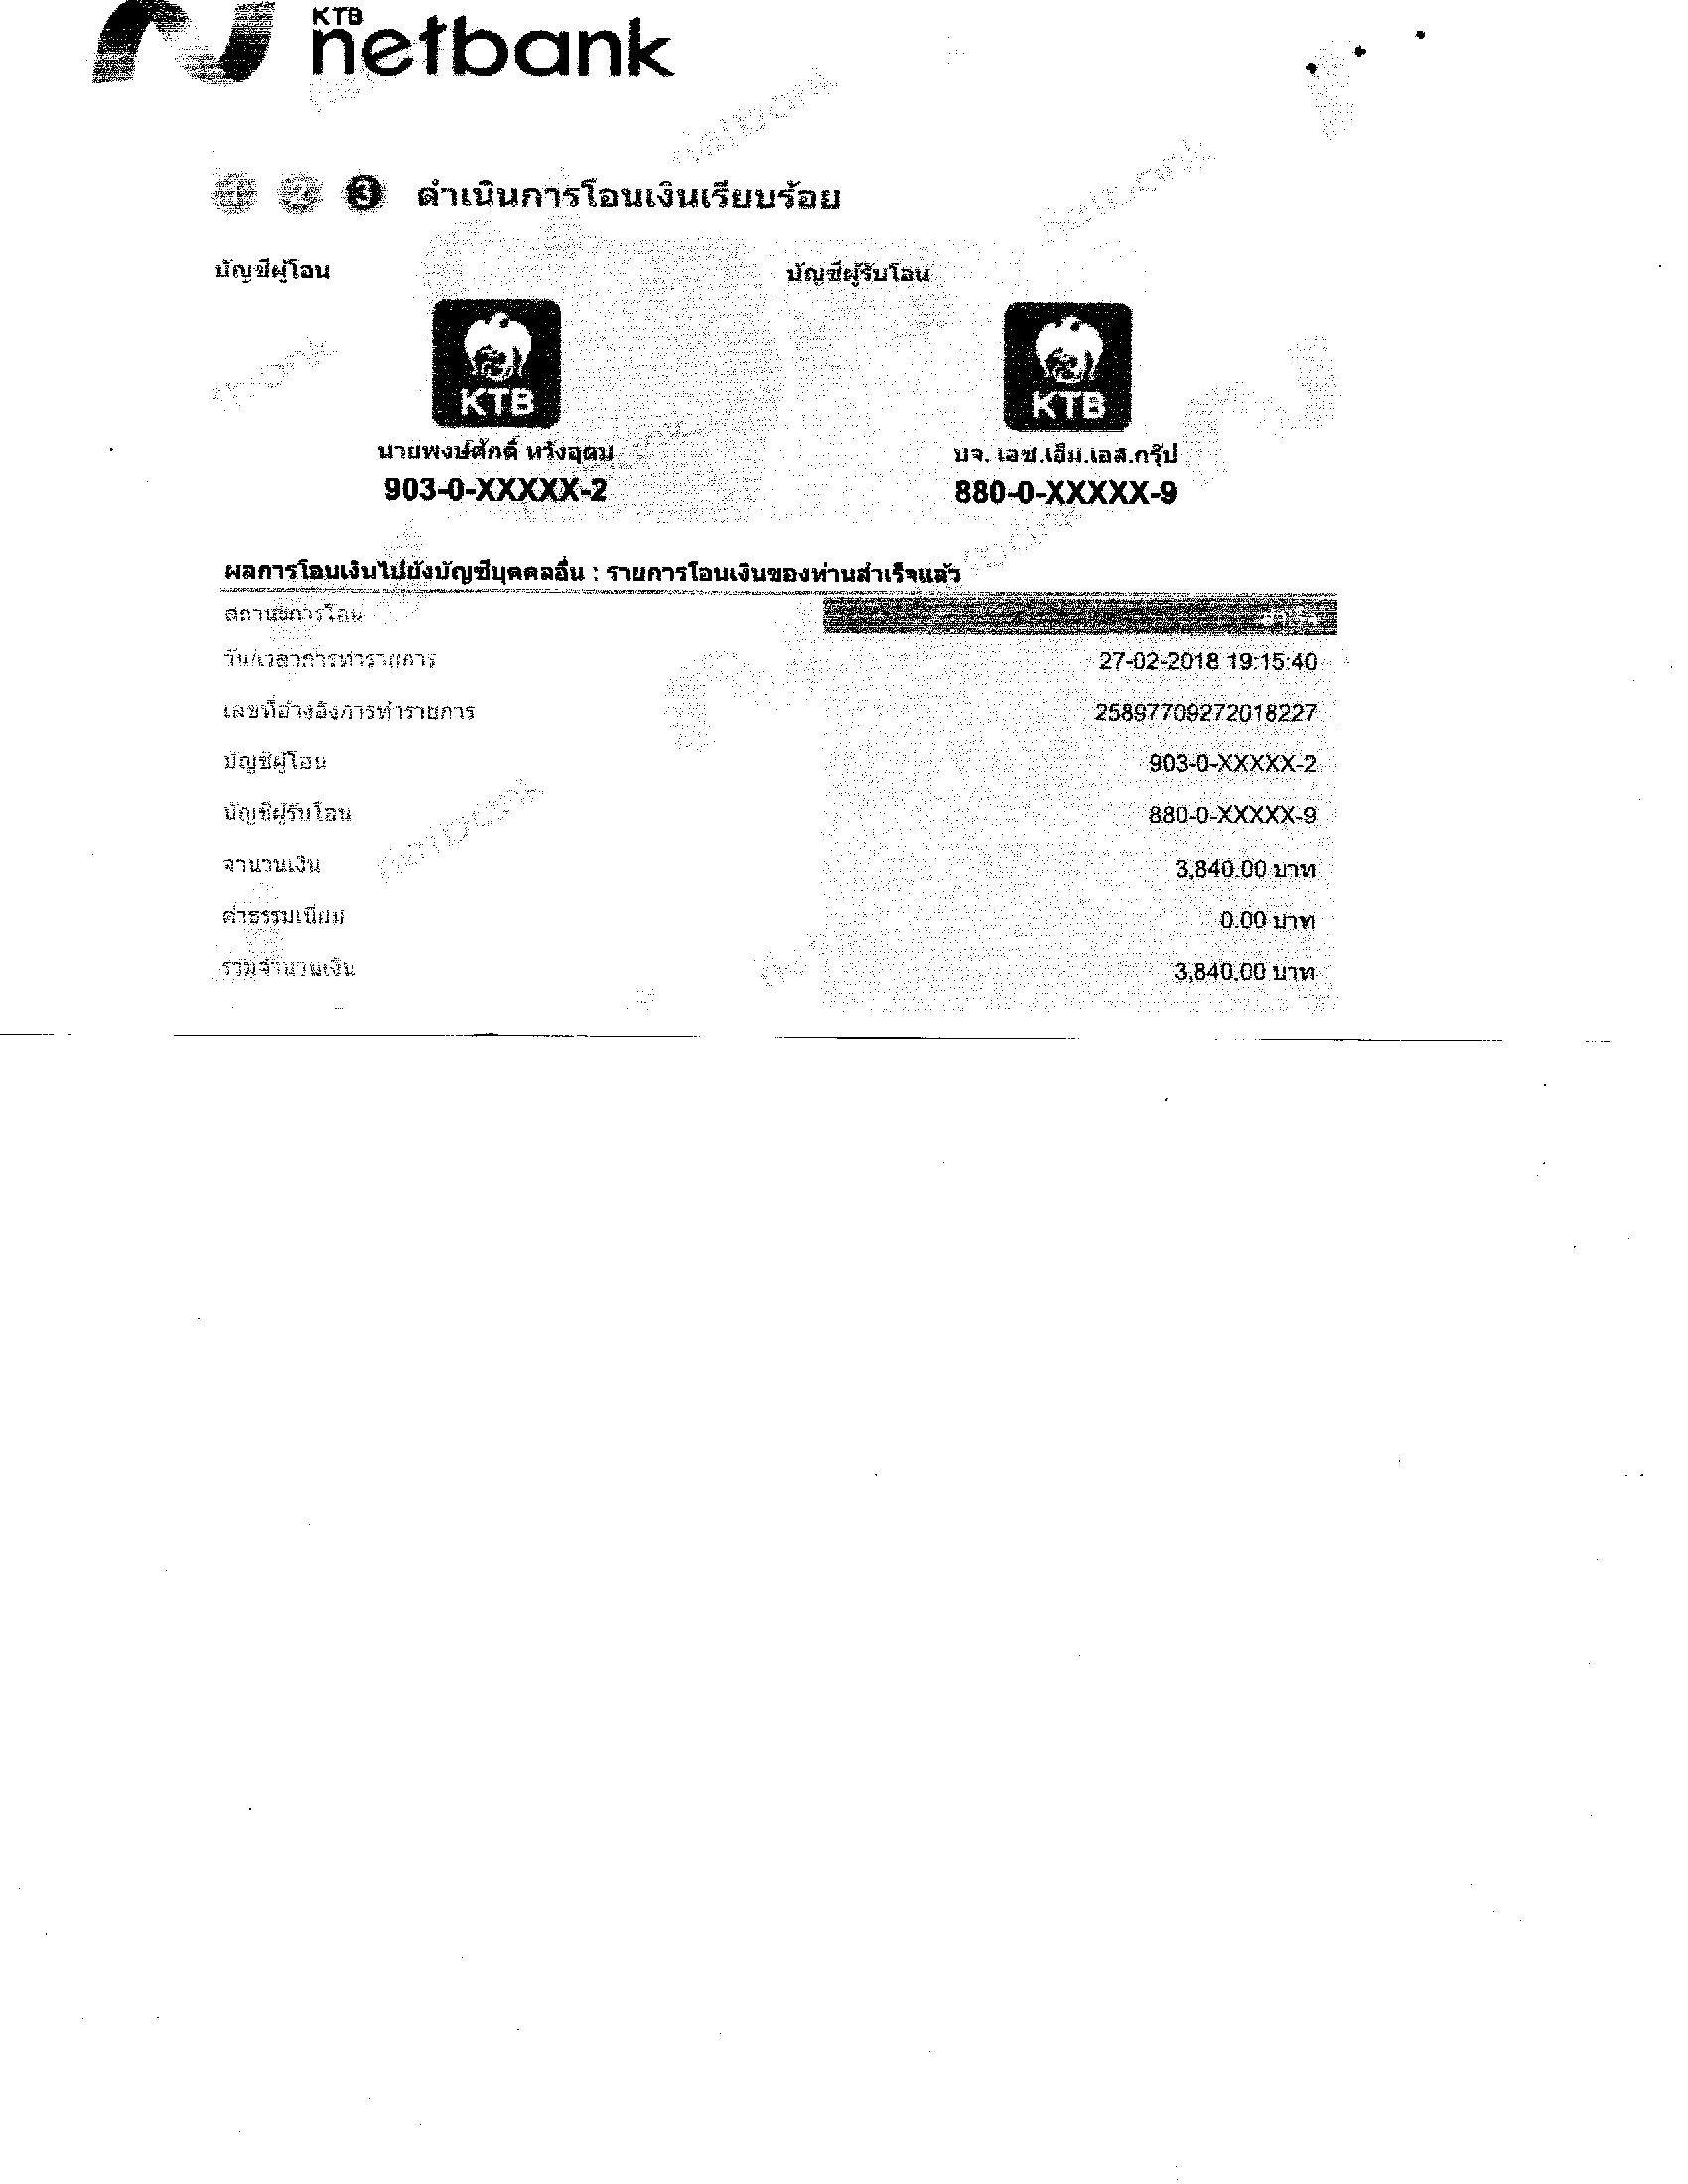 KTB
netbank
1 2 3 ดำเนินการโอนเงินเรียบร้อย
บัญชีผู้โอน
บัญชีผู้รับโอน
KTB
KTB
นายพงษ์ศักดิ์ หวังอุดม
บจ. เอช.เอ็ม.เอส.กรุ๊ป
903-0-XXXXX-2
880-0-XXXXX-9
ผลการโอนเงินไปยังบัญชีบุคคลอื่น : รายการโอนเงินของท่านสำเร็จแล้ว
สถานะการโอน สำเร็จ
วัน/เวลาการทำรายการ 27-02-2018 19:15:40
เลขที่อ้างอิงการทำรายการ 25897709272018227
บัญชีผู้โอน 903-0-XXXXX-2
บัญชีผู้รับโอน 880-0-XXXXX-9
จำนวนเงิน 3,840.00 บาท
ค่าธรรมเนียม 0.00 บาท
รวมจำนวนเงิน 3,840.00 บาท